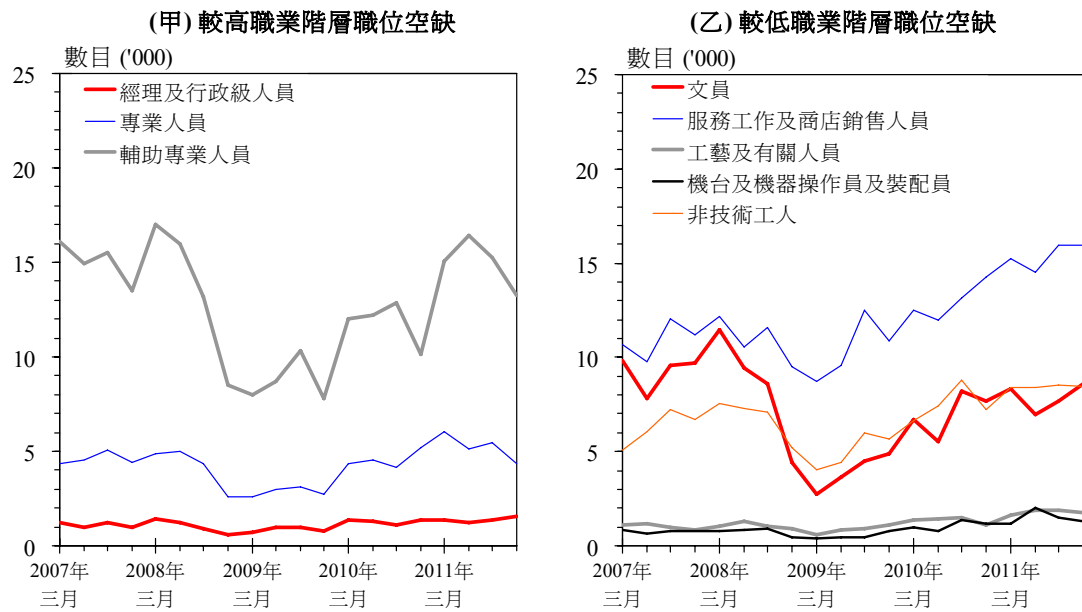 (甲) 較高職業階層職位空缺
數目 ('000)
25
20
15
10
5
0
經理及行政級人員
專業人員
輔助專業人員
2007年
三月
2008年
三月
2009年
三月
2010年
三月
2011年
三月
(乙) 較低職業階層職位空缺
數目 ('000)
25
20
15
10
5
0
文員
服務工作及商店銷售人員
工藝及有關人員
機台及機器操作員及裝配員
非技術工人
2007年
三月
2008年
三月
2009年
三月
2010年
三月
2011年
三月